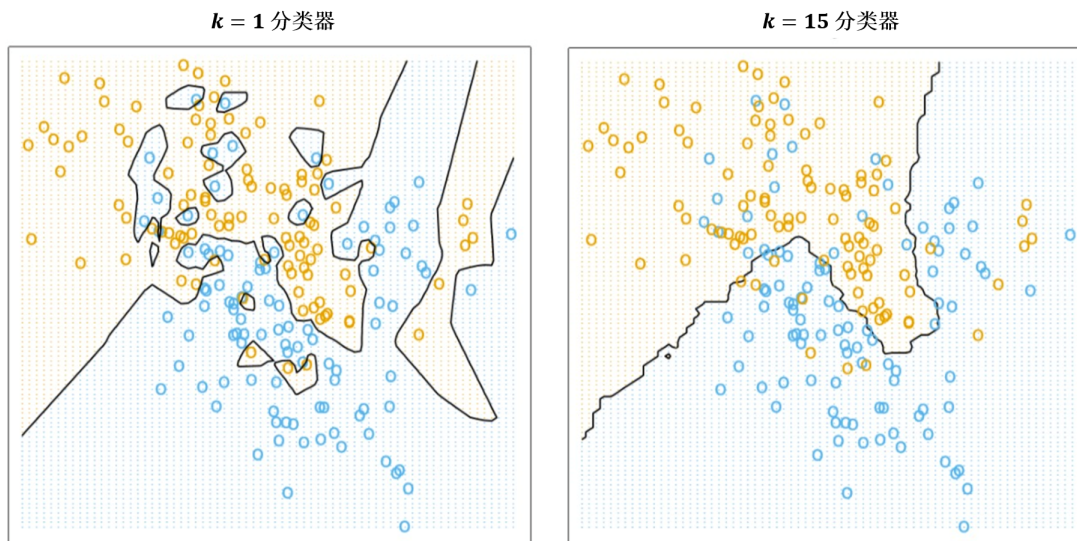 k = 1 分类器
k = 15 分类器